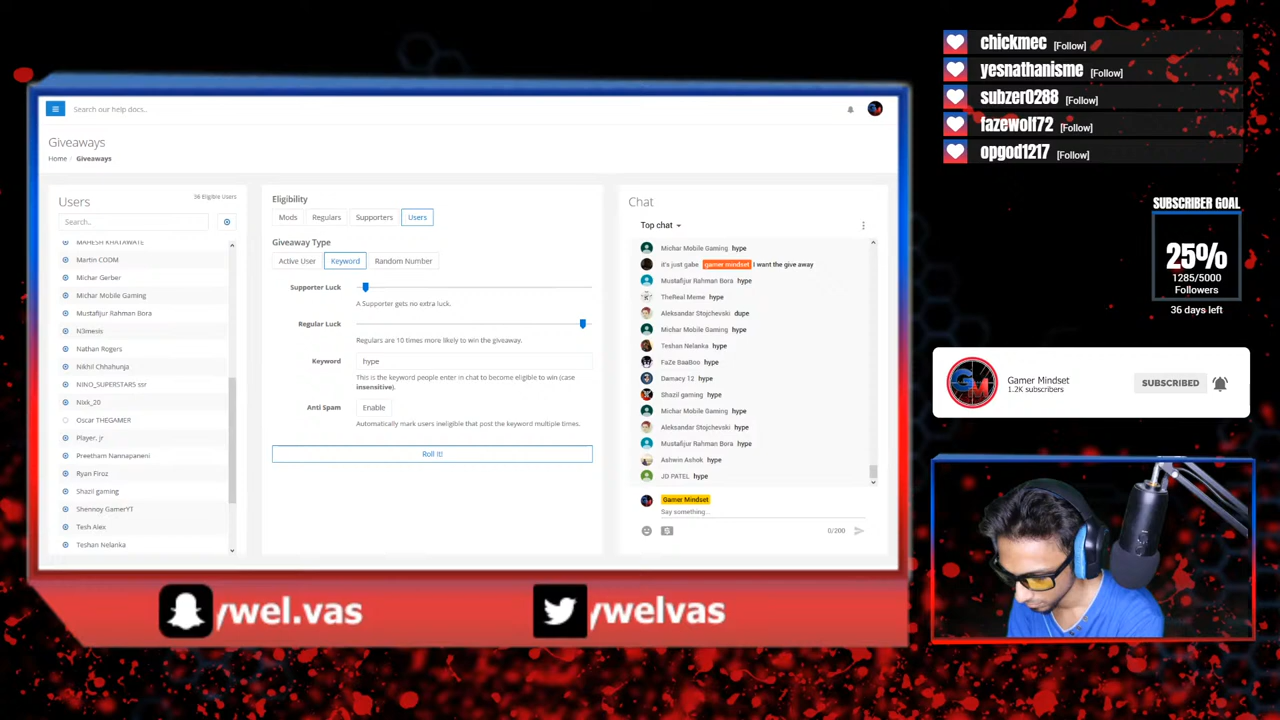 Search our help docs..
Giveaways
Home / Giveaways
Users
36 Eligible Users
Search..
MAHESH KHATAWATE
Martin CODM
Michar Gerber
Michar Mobile Gaming
Mustafijur Rahman Bora
N3mesis
Nathan Rogers
Nikhil Chhahunja
NINO_SUPERSTARS ssr
Nixk_20
Oscar THEGAMER
Player. jr
Preetham Nannapaneni
Ryan Firoz
Shazil gaming
Shennoy GamerYT
Tesh Alex
Teshan Nelanka
Eligibility
Mods Regulars Supporters Users
Giveaway Type
Active User Keyword Random Number
Supporter Luck
A Supporter gets no extra luck.
Regular Luck
Regulars are 10 times more likely to win the giveaway.
Keyword hype
This is the keyword people enter in chat to become eligible to win (case
insensitive).
Anti Spam Enable
Automatically mark users ineligible that post the keyword multiple times.
Roll It!
Chat
Top chat
Michar Mobile Gaming hype
it's just gabe gamer mindset I want the give away
Mustafijur Rahman Bora hype
TheReal Meme hype
Aleksandar Stojchevski dupe
Michar Mobile Gaming hype
Teshan Nelanka hype
FaZe BaaBoo hype
Damacy 12 hype
Shazil gaming hype
Michar Mobile Gaming hype
Aleksandar Stojchevski hype
Mustafijur Rahman Bora hype
Ashwin Ashok hype
JD PATEL hype
Gamer Mindset
Say something...
0/200
chickmec [Follow]
yesnathanisme [Follow]
subzer0288 [Follow]
fazewolf72 [Follow]
opgod1217 [Follow]
SUBSCRIBER GOAL
25%
1285/5000
Followers
36 days left
GM
Gamer Mindset
1.2K subscribers
SUBSCRIBED
/wel.vas
/welvas